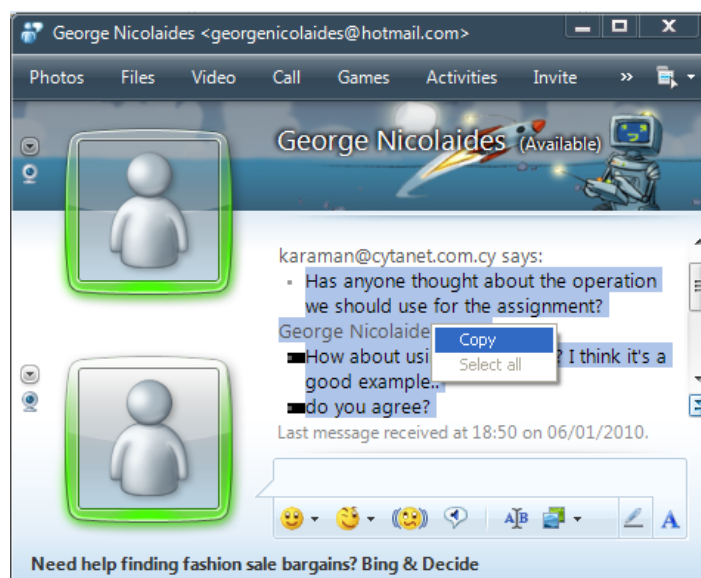 George Nicolaides <georgenicolaides@hotmail.com>
Photos Files Video Call Games Activities Invite »
George Nicolaides (Available)
karaman@cytanet.com.cy says:
Has anyone thought about the operation
we should use for the assignment?
George Nicolaide
Copy
How about usi ? I think it's a
Select all
good example..
do you agree?
Last message received at 18:50 on 06/01/2010.
Need help finding fashion sale bargains? Bing & Decide